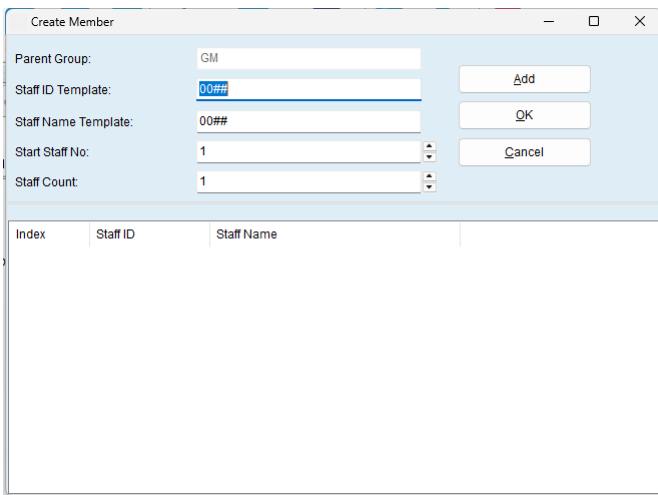 Create Member
Parent Group: GM
Staff ID Template: 00## Add
Staff Name Template: 00## OK
Start Staff No: 1 Cancel
Staff Count: 1
Index Staff ID Staff Name